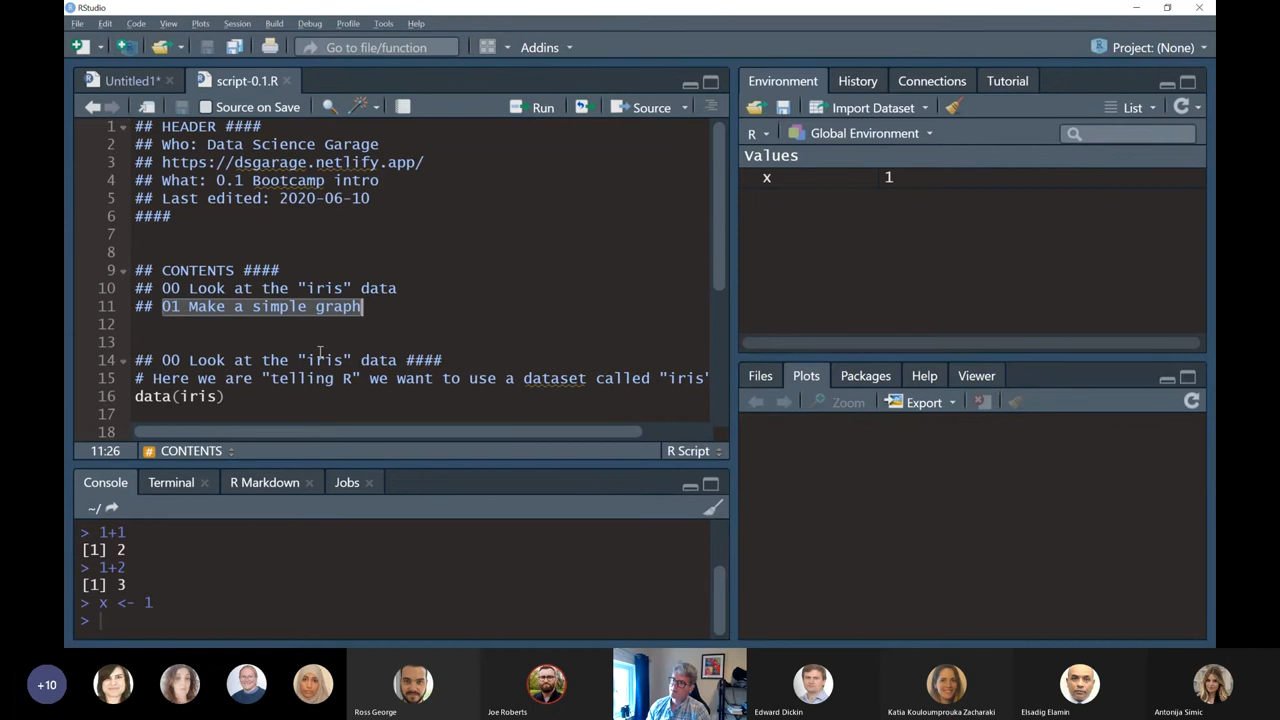 RStudio
File Edit Code View Plots Session Build Debug Profile Tools Help
Go to file/function Addins Project: (None)
Untitled1* script-0.1.R
Source on Save Run Source
1 ## HEADER ####
2 ## Who: Data Science Garage
3 ## https://dsgarage.netlify.app/
4 ## What: 0.1 Bootcamp intro
5 ## Last edited: 2020-06-10
6 ####
7
8
9 ## CONTENTS ####
10 ## 00 Look at the "iris" data
11 ## 01 Make a simple graph
12
13
14 ## 00 Look at the "iris" data ####
15 # Here we are "telling R" we want to use a dataset called "iris"
16 data(iris)
17
18
11:26 # CONTENTS R Script
Console Terminal R Markdown Jobs
~/
> 1+1
[1] 2
> 1+2
[1] 3
> x <- 1
>
Environment History Connections Tutorial
Import Dataset List
R Global Environment
Values
x 1
Files Plots Packages Help Viewer
Zoom Export
+10
Ross George
Joe Roberts
Edward Dickin
Katia Kouloumprouka Zacharaki
Elsadig Elamin
Antonija Simic